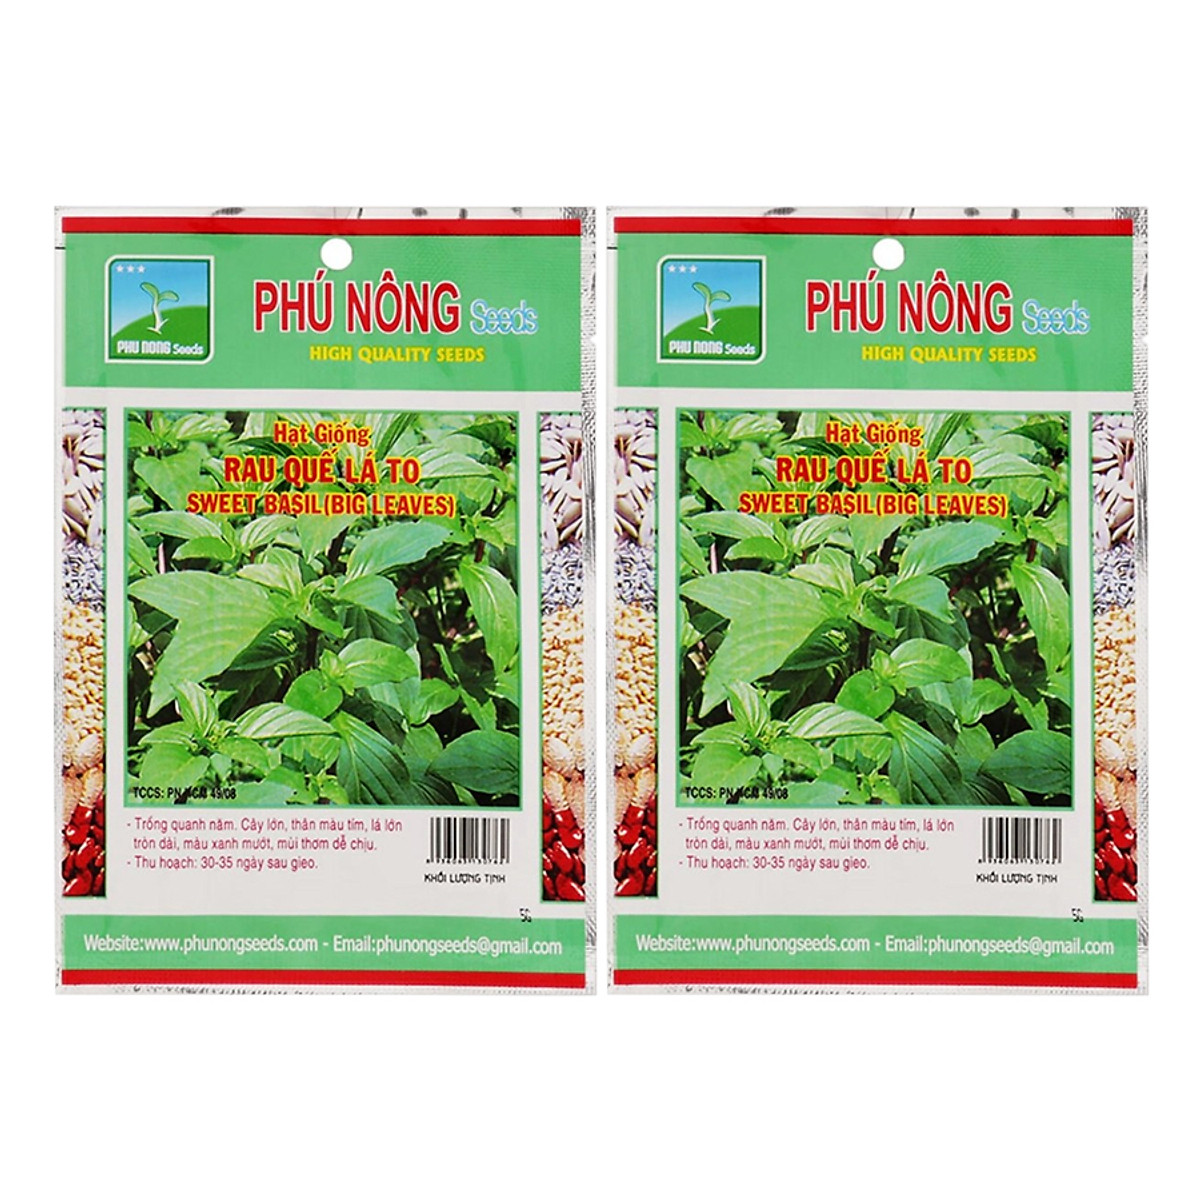 PHU NONG Seeds
PHÚ NÔNG Seeds
HIGH QUALITY SEEDS
Hạt Giống
RAU QUẾ LÁ TO
SWEET BASIL(BIG LEAVES)
TCCS: PN HCM 49/08
- Trồng quanh năm. Cây lớn, thân màu tím, lá lớn
tròn dài, màu xanh mướt, mùi thơm dễ chịu.
- Thu hoạch: 30-35 ngày sau gieo.
KHỐI LƯỢNG TỊNH
5G
Website:www.phunongseeds.com - Email:phunongseeds@gmail.com
PHU NONG Seeds
PHÚ NÔNG Seeds
HIGH QUALITY SEEDS
Hạt Giống
RAU QUẾ LÁ TO
SWEET BASIL(BIG LEAVES)
TCCS: PN HCM 49/08
- Trồng quanh năm. Cây lớn, thân màu tím, lá lớn
tròn dài, màu xanh mướt, mùi thơm dễ chịu.
- Thu hoạch: 30-35 ngày sau gieo.
KHỐI LƯỢNG TỊNH
5G
Website:www.phunongseeds.com - Email:phunongseeds@gmail.com